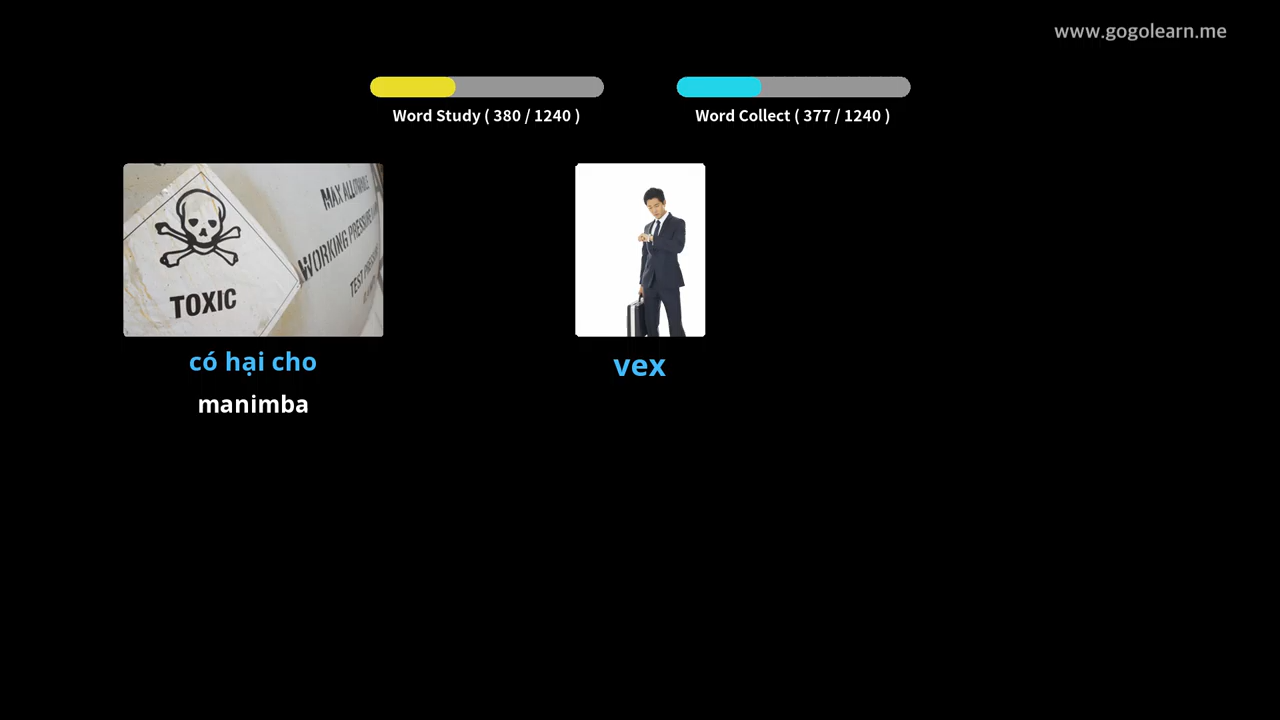 www.gogolearn.me
Word Study ( 380 / 1240 )
Word Collect ( 377 / 1240 )
MAX ALLOWABLE
WORKING PRESSURE
TEST PRES
TOXIC
có hại cho
vex
manimba